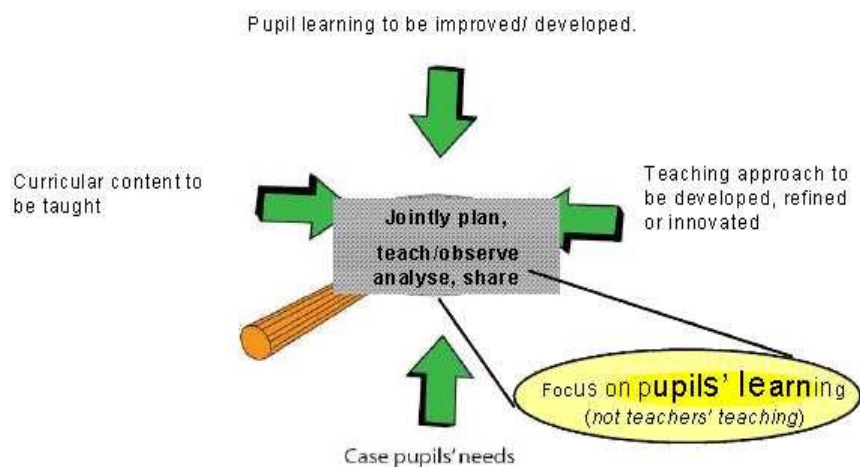 Pupil learning to be improved/ developed.
Curricular content to
be taught
Teaching approach to
be developed, refined
or innovated
Jointly plan,
teach/observe
analyse, share
Focus on pupils' learning
(not teachers' teaching)
Case pupils' needs